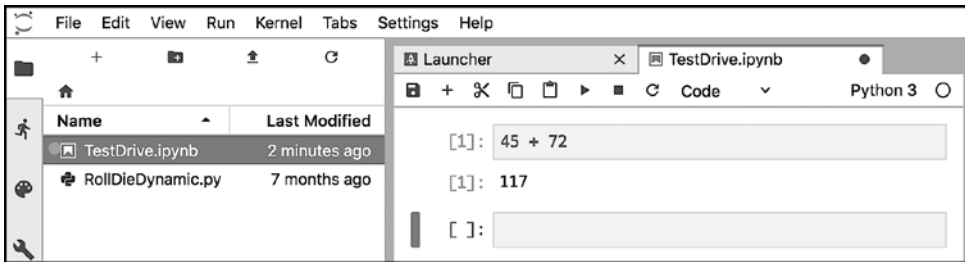 File Edit View Run Kernel Tabs Settings Help
Launcher
TestDrive.ipynb
Code
Python 3
Name Last Modified
TestDrive.ipynb 2 minutes ago
RollDieDynamic.py 7 months ago
[1]: 45 + 72
[1]: 117
[ ]: